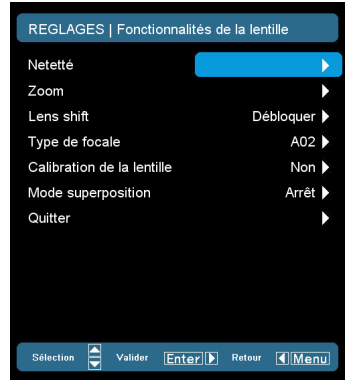 REGLAGES | Fonctionnalités de la lentille
Netetté
Zoom
Lens shift Débloquer
Type de focale A02
Calibration de la lentille Non
Mode superposition Arrêt
Quitter
Sélection Valider Enter Retour Menu